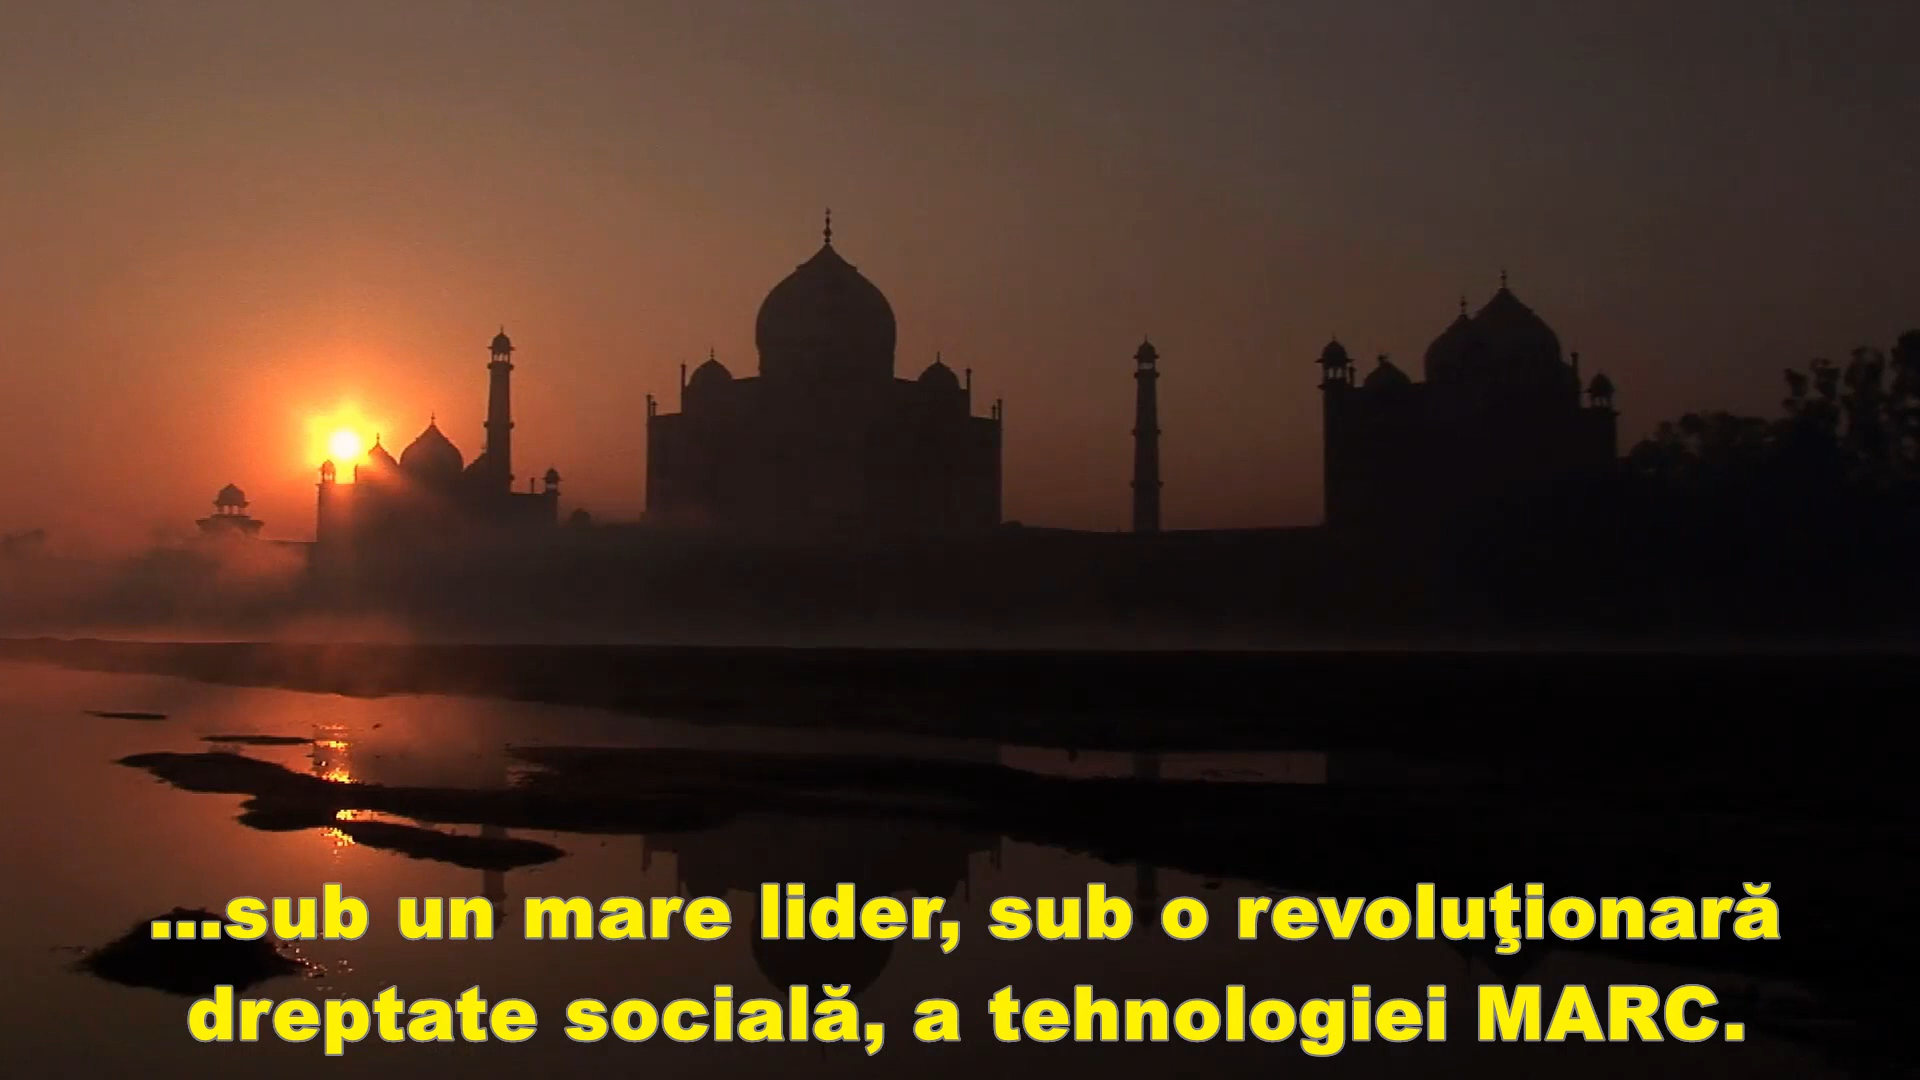 ...sub un mare lider, sub o revoluţionară
dreptate socială, a tehnologiei MARC.